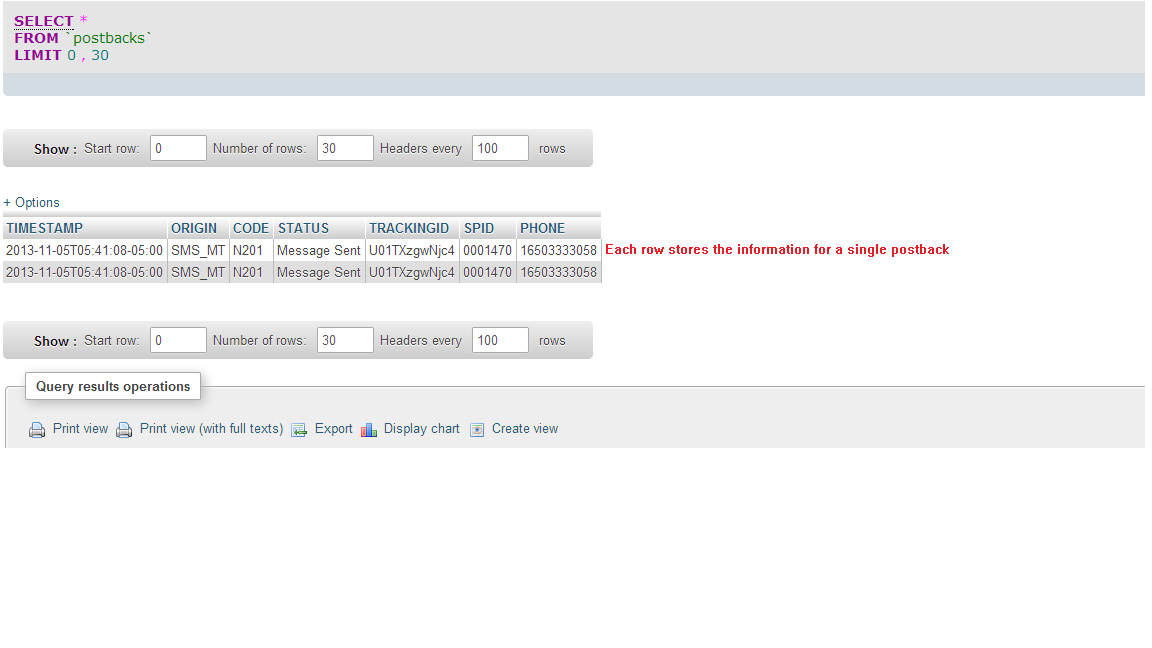 SELECT *
FROM `postbacks`
LIMIT 0 , 30
Show : Start row: 0 Number of rows: 30 Headers every 100 rows
+ Options
TIMESTAMP ORIGIN CODE STATUS TRACKINGID SPID PHONE
2013-11-05T05:41:08-05:00 SMS_MT N201 Message Sent U01TXzgwNjc4 0001470 16503333058 Each row stores the information for a single postback
2013-11-05T05:41:08-05:00 SMS_MT N201 Message Sent U01TXzgwNjc4 0001470 16503333058
Show : Start row: 0 Number of rows: 30 Headers every 100 rows
Query results operations
Print view Print view (with full texts) Export Display chart Create view